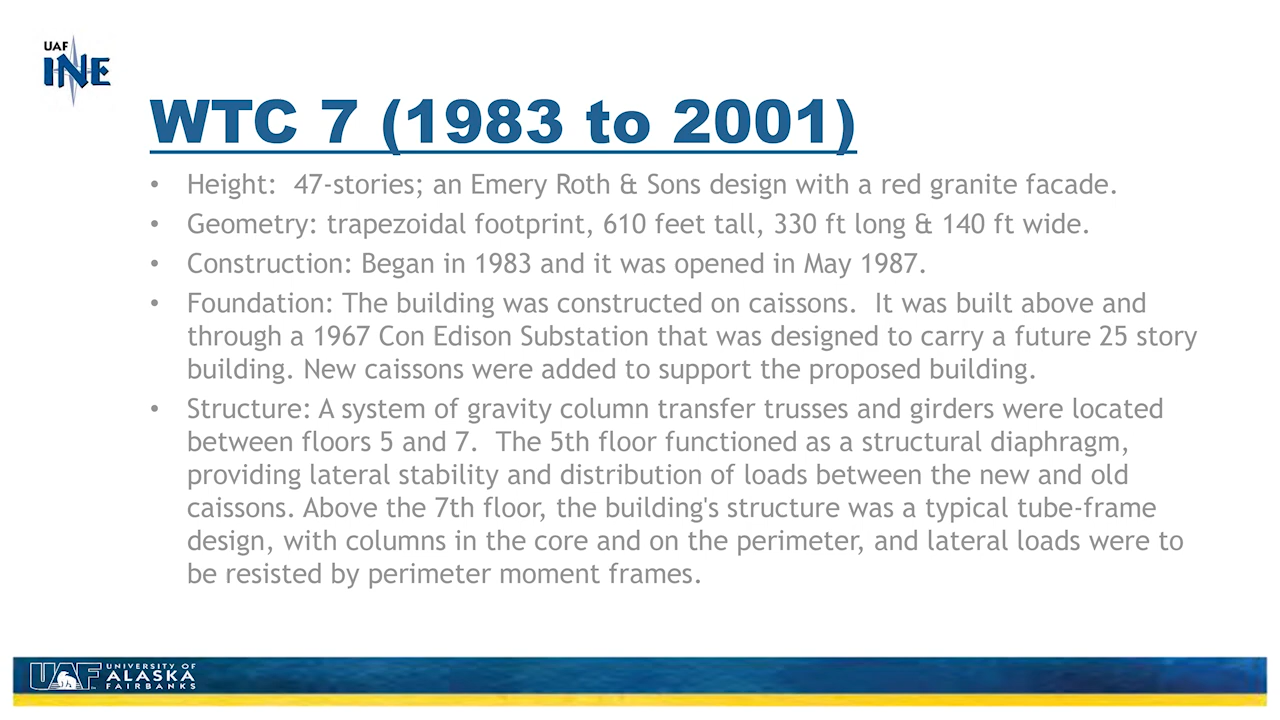 UAF
INE
WTC 7 (1983 to 2001)
• Height:  47-stories; an Emery Roth & Sons design with a red granite facade.
• Geometry: trapezoidal footprint, 610 feet tall, 330 ft long & 140 ft wide.
• Construction: Began in 1983 and it was opened in May 1987.
• Foundation: The building was constructed on caissons.  It was built above and
through a 1967 Con Edison Substation that was designed to carry a future 25 story
building. New caissons were added to support the proposed building.
• Structure: A system of gravity column transfer trusses and girders were located
between floors 5 and 7.  The 5th floor functioned as a structural diaphragm,
providing lateral stability and distribution of loads between the new and old
caissons. Above the 7th floor, the building's structure was a typical tube-frame
design, with columns in the core and on the perimeter, and lateral loads were to
be resisted by perimeter moment frames.
UAF
UNIVERSITY OF
ALASKA
FAIRBANKS